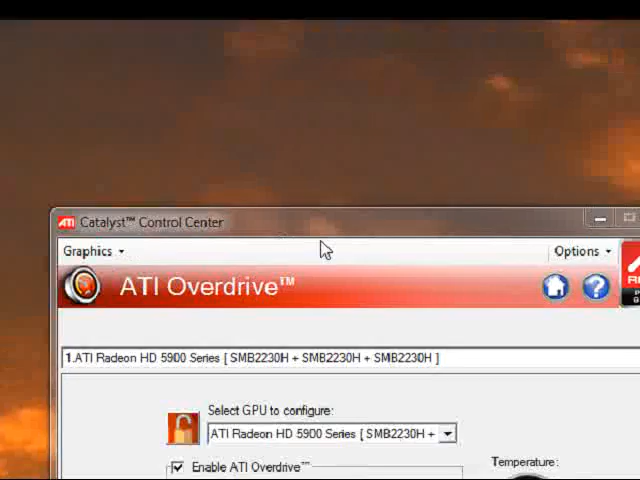 ATI Catalyst™ Control Center
Graphics Options
ATI Overdrive™
1.ATI Radeon HD 5900 Series [ SMB2230H + SMB2230H + SMB2230H ]
Select GPU to configure:
ATI Radeon HD 5900 Series [ SMB2230H +
Enable ATI Overdrive™
Temperature: